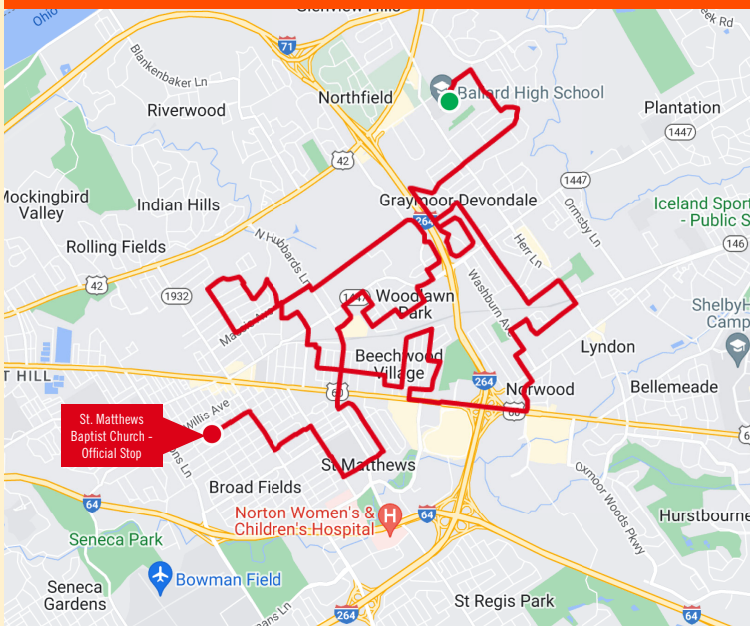 Ohio
Glenview Hills
71
Blankenbaker Ln
Northfield
Ballard High School
Riverwood
Plantation
1447
42
1447
Mockingbird
Valley
Indian Hills
Graymoor-Devondale
264
Iceland Sport
- Public S
Ormsby Ln
N Hubbards Ln
Rolling Fields
Herr Ln
146
42
1932
1447
Woodlawn
Park
Washburn Ave
ShelbyH
Camp
Lyndon
Beechwood
Village
T HILL
264
Norwood
Bellemeade
60
60
St. Matthews
Baptist Church -
Official Stop
Willis Ave
St Matthews
Oxmoor Woods Pkwy
Broad Fields
64
Norton Women's &
Children's Hospital
H
64
Hurstbourne
Seneca Park
Bowman Field
Seneca
Gardens
St Regis Park
264
64